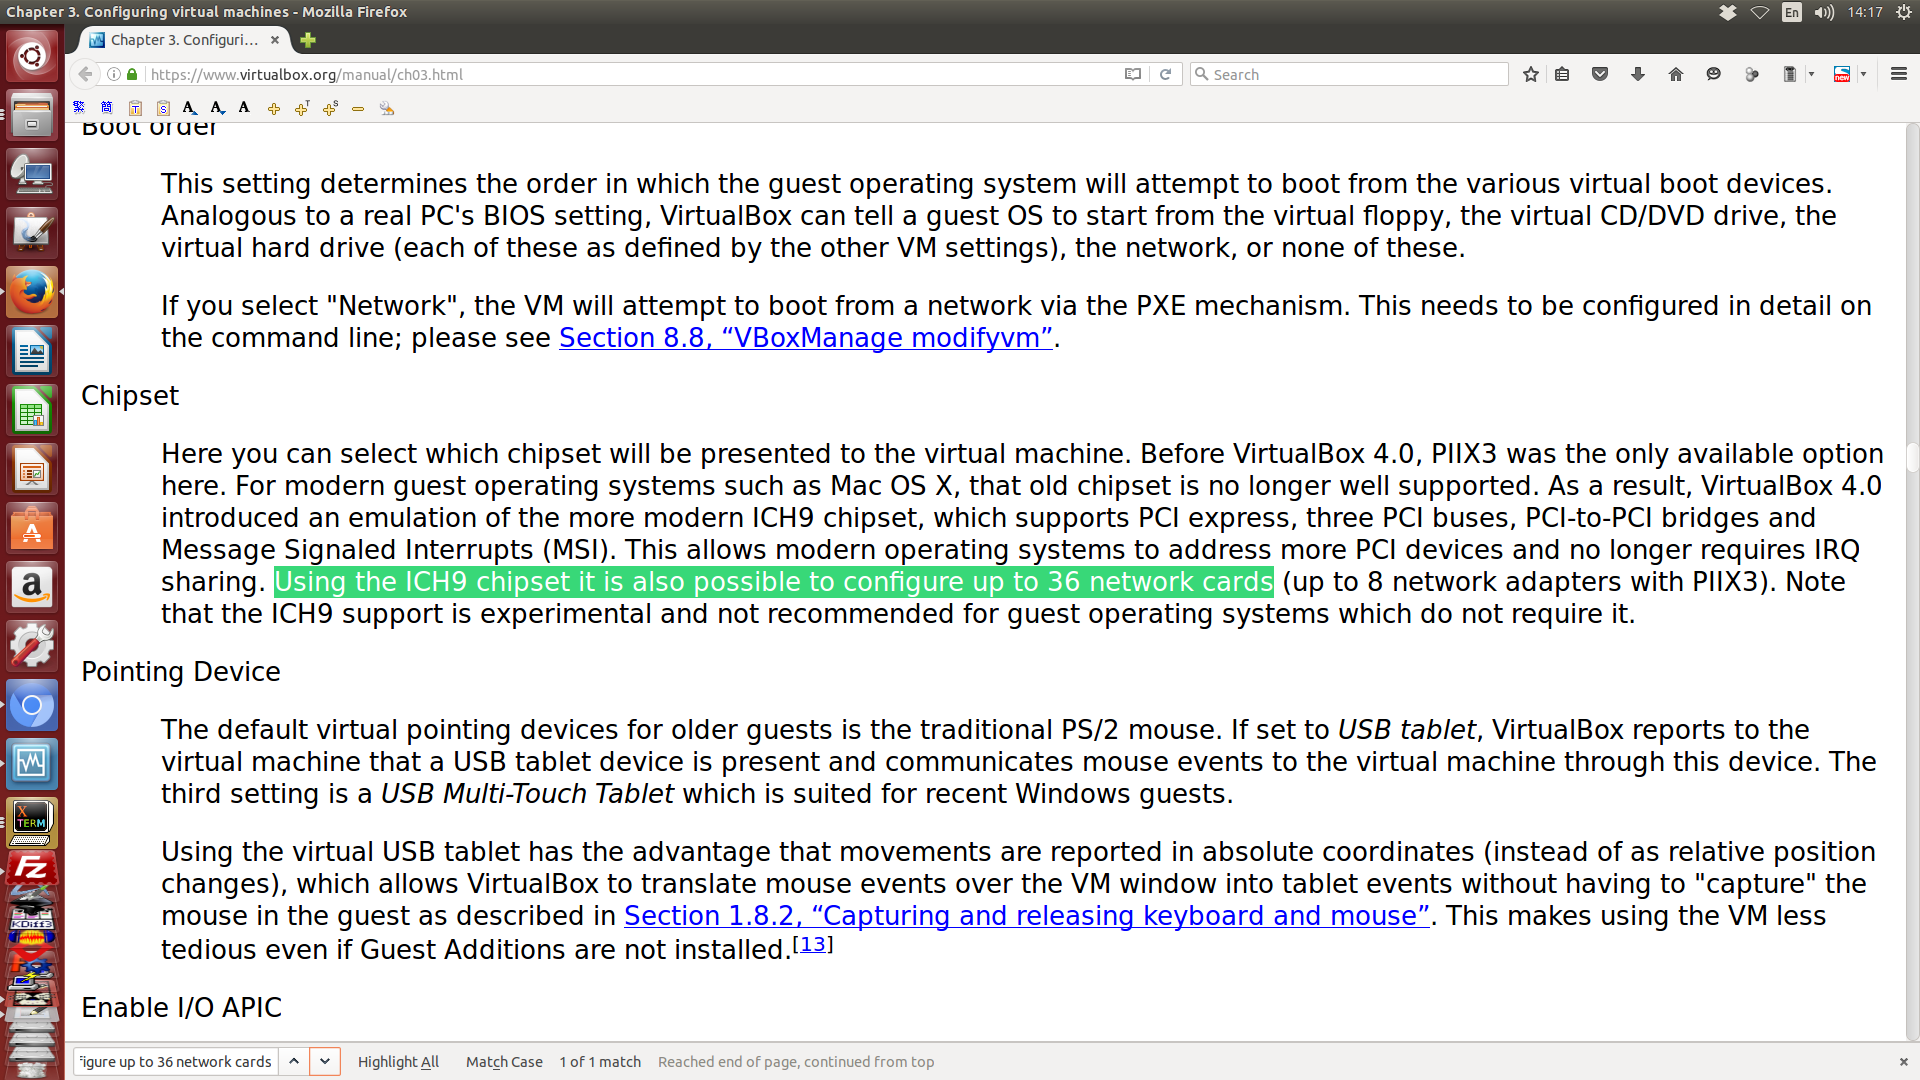 Chapter 3. Configuring virtual machines - Mozilla Firefox
En
14:17
Chapter 3. Configuri...
https://www.virtualbox.org/manual/ch03.html
Search
Boot order
This setting determines the order in which the guest operating system will attempt to boot from the various virtual boot devices.
Analogous to a real PC's BIOS setting, VirtualBox can tell a guest OS to start from the virtual floppy, the virtual CD/DVD drive, the
virtual hard drive (each of these as defined by the other VM settings), the network, or none of these.
If you select "Network", the VM will attempt to boot from a network via the PXE mechanism. This needs to be configured in detail on
the command line; please see Section 8.8, “VBoxManage modifyvm”.
Chipset
Here you can select which chipset will be presented to the virtual machine. Before VirtualBox 4.0, PIIX3 was the only available option
here. For modern guest operating systems such as Mac OS X, that old chipset is no longer well supported. As a result, VirtualBox 4.0
introduced an emulation of the more modern ICH9 chipset, which supports PCI express, three PCI buses, PCI-to-PCI bridges and
Message Signaled Interrupts (MSI). This allows modern operating systems to address more PCI devices and no longer requires IRQ
sharing. Using the ICH9 chipset it is also possible to configure up to 36 network cards (up to 8 network adapters with PIIX3). Note
that the ICH9 support is experimental and not recommended for guest operating systems which do not require it.
Pointing Device
The default virtual pointing devices for older guests is the traditional PS/2 mouse. If set to USB tablet, VirtualBox reports to the
virtual machine that a USB tablet device is present and communicates mouse events to the virtual machine through this device. The
third setting is a USB Multi-Touch Tablet which is suited for recent Windows guests.
Using the virtual USB tablet has the advantage that movements are reported in absolute coordinates (instead of as relative position
changes), which allows VirtualBox to translate mouse events over the VM window into tablet events without having to "capture" the
mouse in the guest as described in Section 1.8.2, “Capturing and releasing keyboard and mouse”. This makes using the VM less
tedious even if Guest Additions are not installed.[13]
Enable I/O APIC
figure up to 36 network cards
Highlight All
Match Case
1 of 1 match
Reached end of page, continued from top
X TERM
FZ
KDiff3